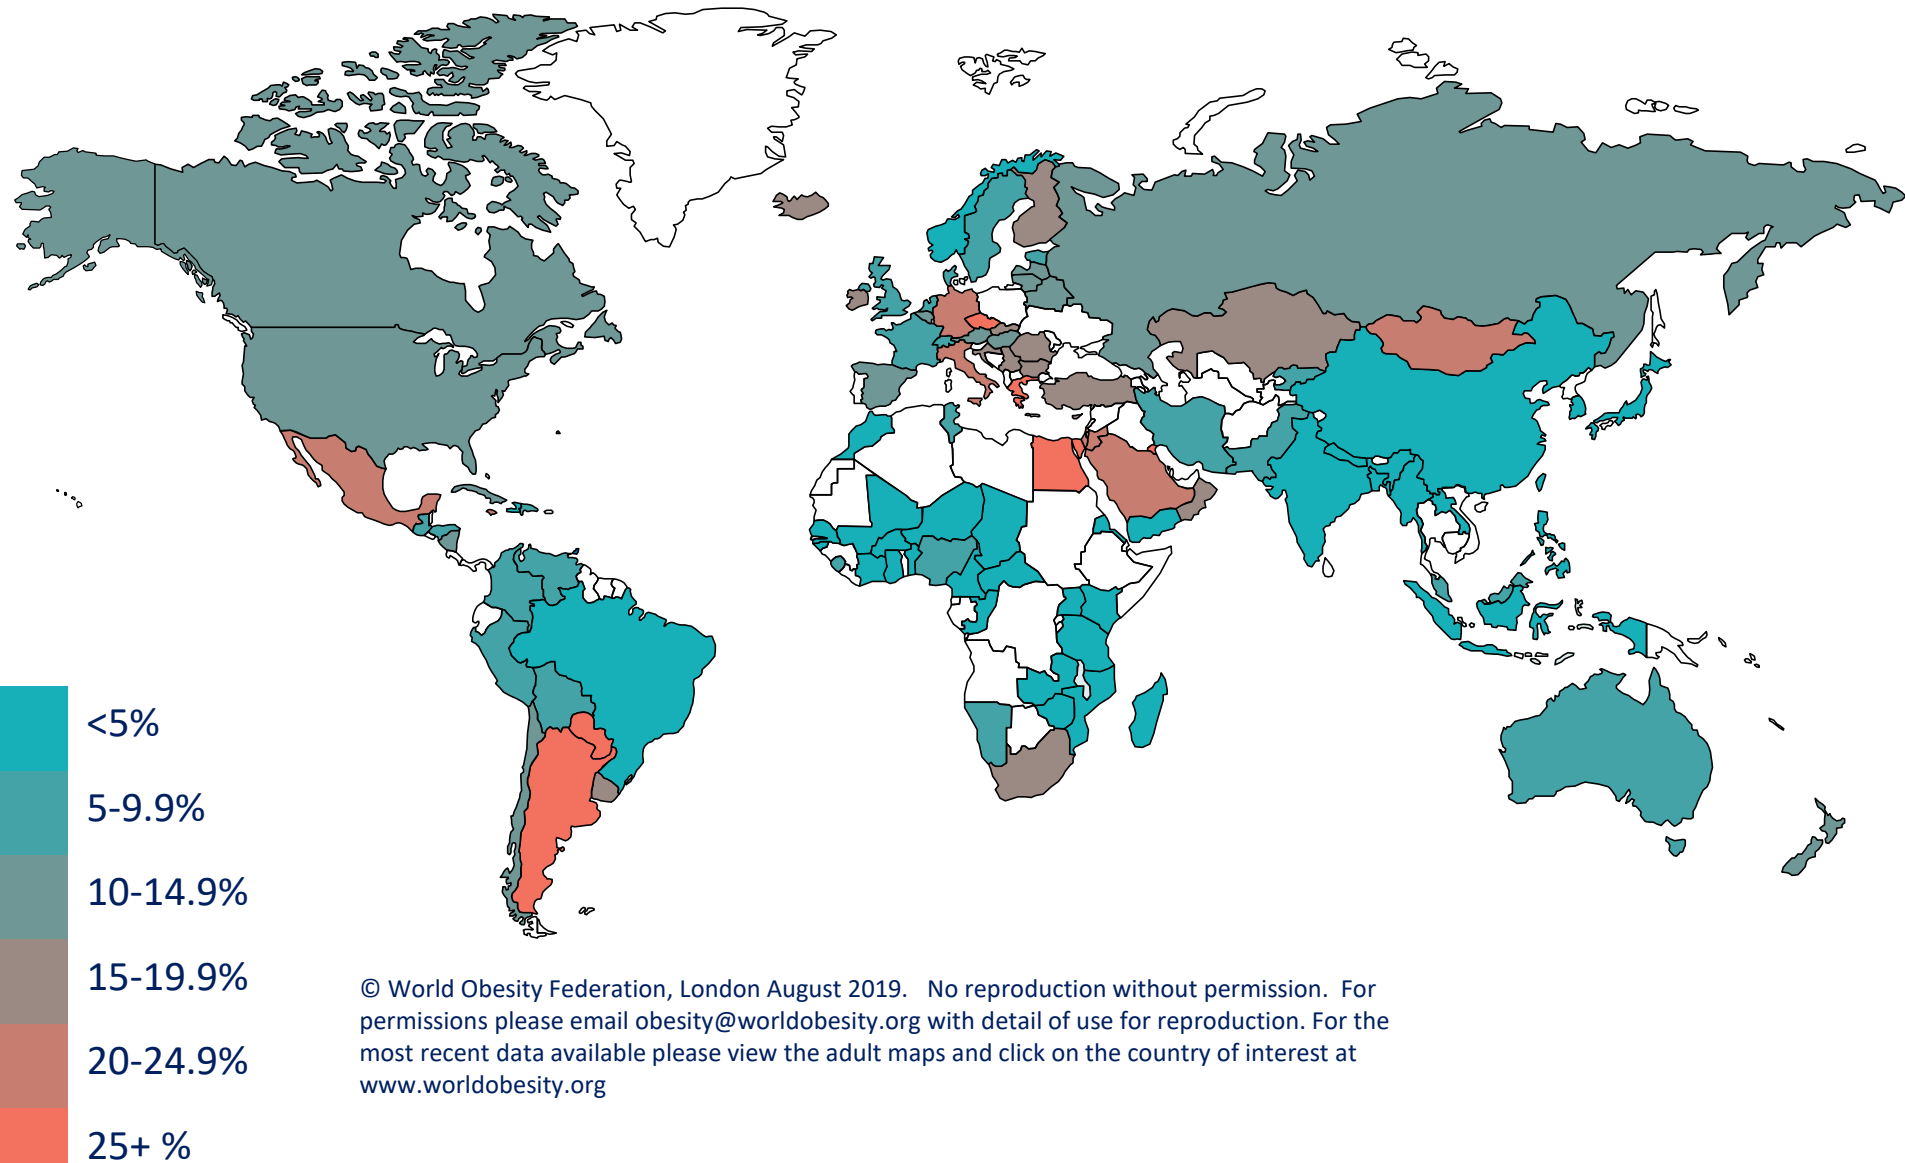 <5%
5-9.9%
10-14.9%
15-19.9%
20-24.9%
25+ %
© World Obesity Federation, London August 2019.   No reproduction without permission.  For
permissions please email obesity@worldobesity.org with detail of use for reproduction. For the
most recent data available please view the adult maps and click on the country of interest at
www.worldobesity.org